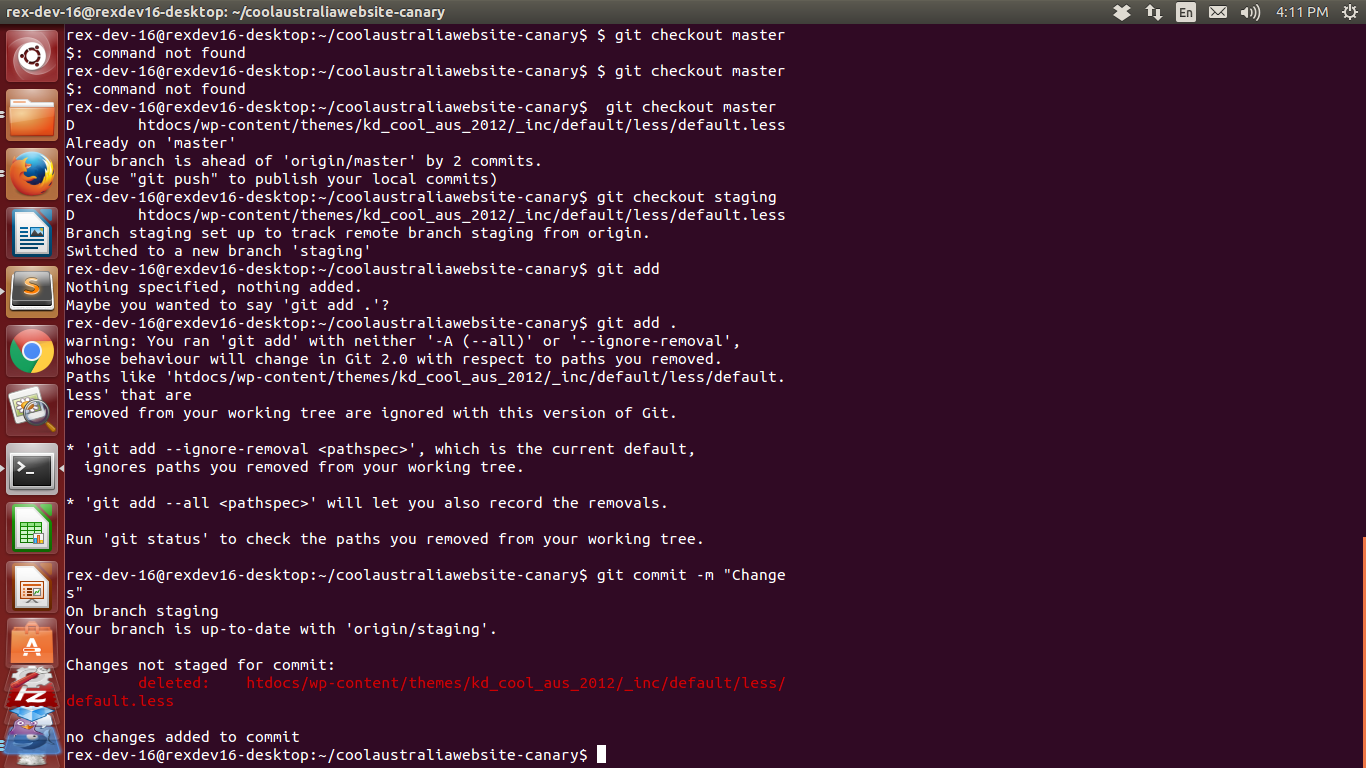 rex-dev-16@rexdev16-desktop: ~/coolaustraliawebsite-canary
En
4:11 PM
rex-dev-16@rexdev16-desktop:~/coolaustraliawebsite-canary$ $ git checkout master
$: command not found
rex-dev-16@rexdev16-desktop:~/coolaustraliawebsite-canary$ $ git checkout master
$: command not found
rex-dev-16@rexdev16-desktop:~/coolaustraliawebsite-canary$  git checkout master
D       htdocs/wp-content/themes/kd_cool_aus_2012/_inc/default/less/default.less
Already on 'master'
Your branch is ahead of 'origin/master' by 2 commits.
  (use "git push" to publish your local commits)
rex-dev-16@rexdev16-desktop:~/coolaustraliawebsite-canary$ git checkout staging
D       htdocs/wp-content/themes/kd_cool_aus_2012/_inc/default/less/default.less
Branch staging set up to track remote branch staging from origin.
Switched to a new branch 'staging'
rex-dev-16@rexdev16-desktop:~/coolaustraliawebsite-canary$ git add
Nothing specified, nothing added.
Maybe you wanted to say 'git add .'?
rex-dev-16@rexdev16-desktop:~/coolaustraliawebsite-canary$ git add .
warning: You ran 'git add' with neither '-A (--all)' or '--ignore-removal',
whose behaviour will change in Git 2.0 with respect to paths you removed.
Paths like 'htdocs/wp-content/themes/kd_cool_aus_2012/_inc/default/less/default.
less' that are
removed from your working tree are ignored with this version of Git.
* 'git add --ignore-removal <pathspec>', which is the current default,
  ignores paths you removed from your working tree.
* 'git add --all <pathspec>' will let you also record the removals.
Run 'git status' to check the paths you removed from your working tree.
rex-dev-16@rexdev16-desktop:~/coolaustraliawebsite-canary$ git commit -m "Change
s"
On branch staging
Your branch is up-to-date with 'origin/staging'.
Changes not staged for commit:
        deleted:    htdocs/wp-content/themes/kd_cool_aus_2012/_inc/default/less/
default.less
no changes added to commit
rex-dev-16@rexdev16-desktop:~/coolaustraliawebsite-canary$